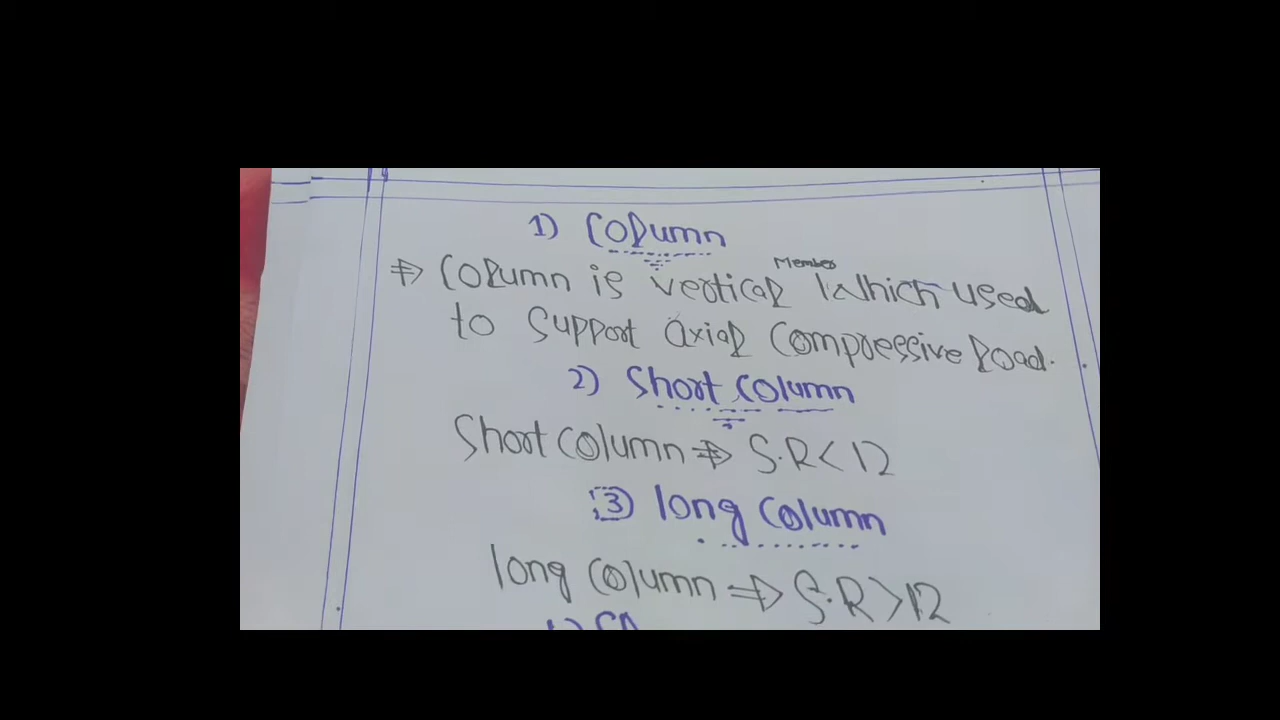 1) Column
⇒ Column is vertical Member which used
to support axial compressive load.
2) Short column
Short column ⇒ S.R < 12
3) long column
long column ⇒ S.R > 12